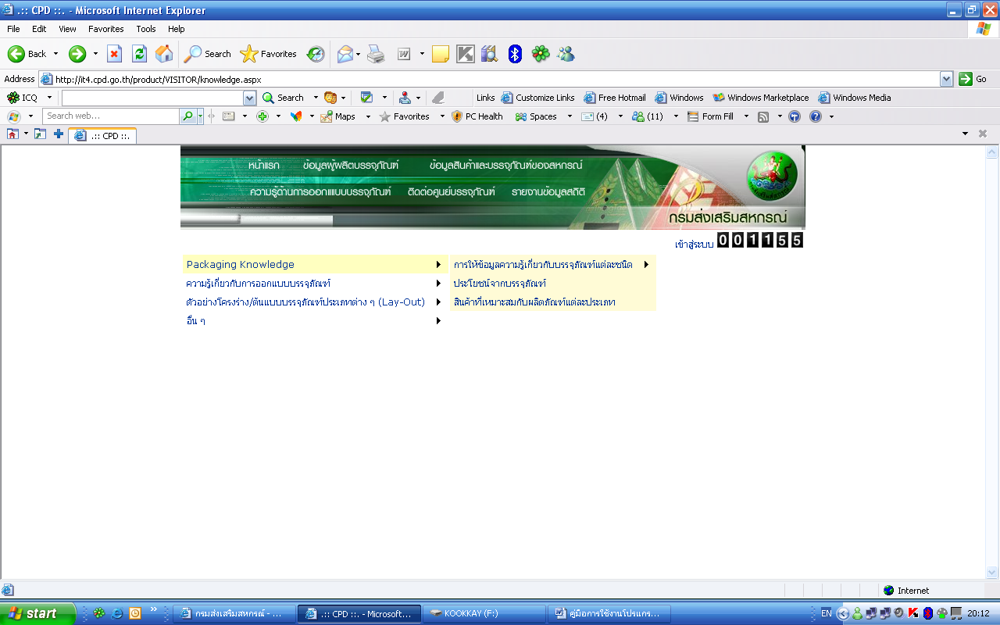 .:: CPD ::. - Microsoft Internet Explorer
File Edit View Favorites Tools Help
Back Search Favorites
Address http://it4.cpd.go.th/product/VISITOR/knowledge.aspx Go
ICQ Search Links Customize Links Free Hotmail Windows Windows Marketplace Windows Media
Search web... Maps Favorites PC Health Spaces (4) (11) Form Fill
.:: CPD ::.
หน้าแรก ข้อมูลผู้ผลิตบรรจุภัณฑ์ ข้อมูลสินค้าและบรรจุภัณฑ์ของสหกรณ์
ความรู้ด้านการออกแบบบรรจุภัณฑ์ ติดต่อศูนย์บรรจุภัณฑ์ รายงานข้อมูลสถิติ
กรมส่งเสริมสหกรณ์
เข้าสู่ระบบ 001155
Packaging Knowledge การให้ข้อมูลความรู้เกี่ยวกับบรรจุภัณฑ์แต่ละชนิด
ความรู้เกี่ยวกับการออกแบบบรรจุภัณฑ์ ประโยชน์จากบรรจุภัณฑ์
ตัวอย่างโครงร่าง/ต้นแบบบรรจุภัณฑ์ประเภทต่าง ๆ (Lay-Out) สินค้าที่เหมาะสมกับผลิตภัณฑ์แต่ละประเภท
อื่น ๆ
Internet
start กรมส่งเสริมสหกรณ์ - ... .:: CPD ::. - Microsoft... KOOKKAY (F:) คู่มือการใช้งานโปรแกร... EN 20:12